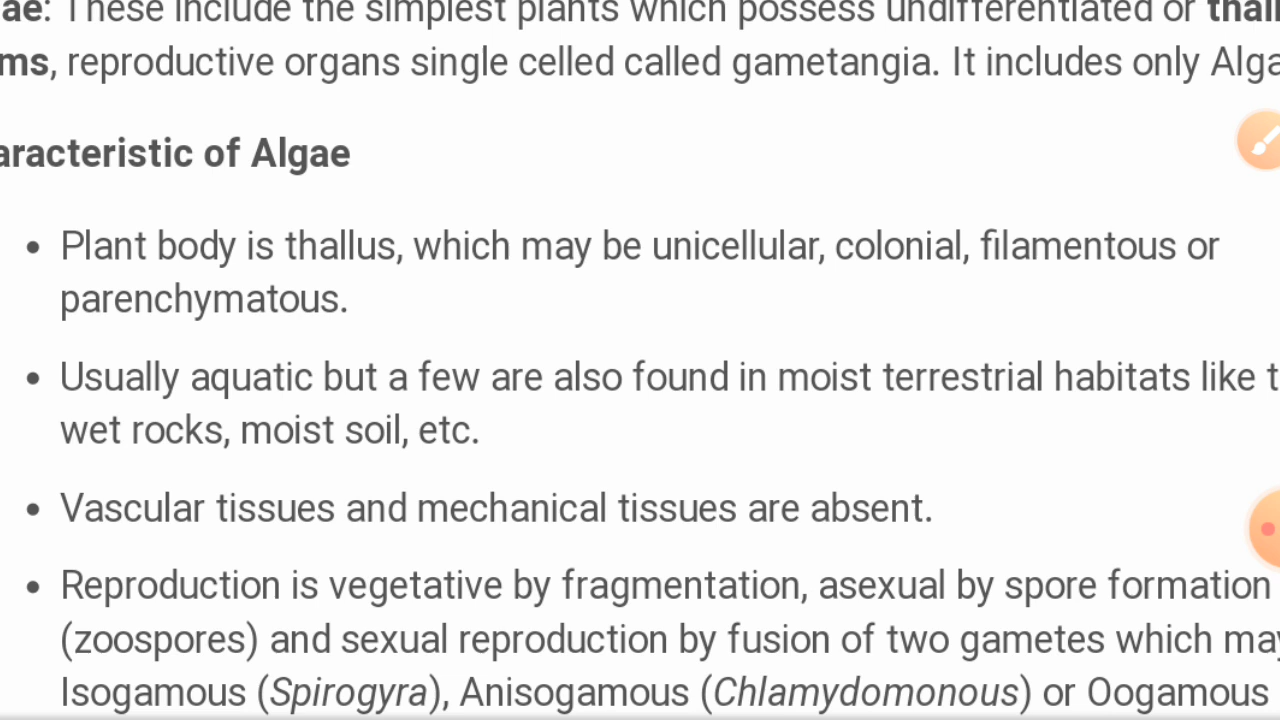 ae: These include the simplest plants which possess undifferentiated or thall
ms, reproductive organs single celled called gametangia. It includes only Alga
aracteristic of Algae
• Plant body is thallus, which may be unicellular, colonial, filamentous or
parenchymatous.
• Usually aquatic but a few are also found in moist terrestrial habitats like t
wet rocks, moist soil, etc.
• Vascular tissues and mechanical tissues are absent.
• Reproduction is vegetative by fragmentation, asexual by spore formation
(zoospores) and sexual reproduction by fusion of two gametes which may
Isogamous (Spirogyra), Anisogamous (Chlamydomonous) or Oogamous